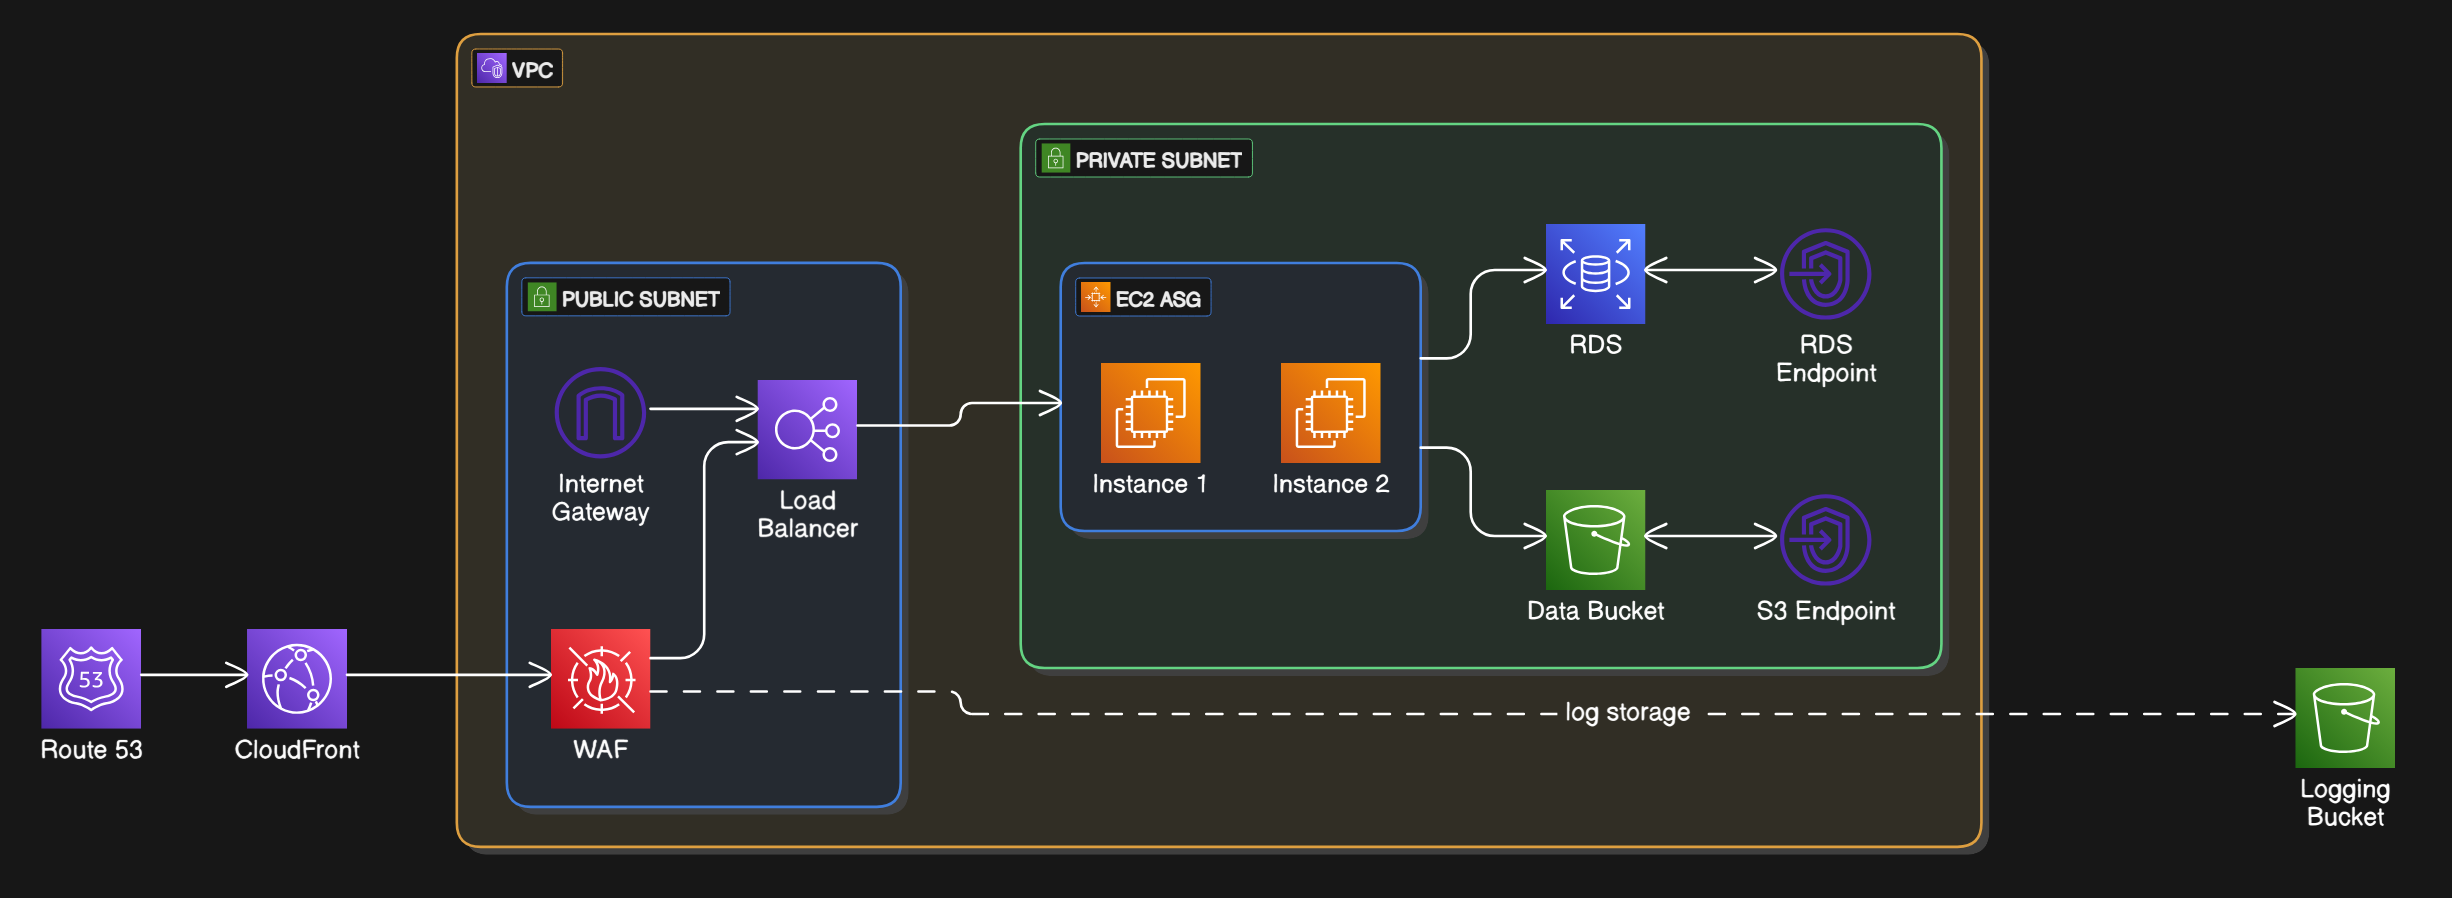 VPC
PRIVATE SUBNET
PUBLIC SUBNET
EC2 ASG
RDS
RDS
Endpoint
Internet
Gateway
Load
Balancer
Instance 1
Instance 2
Data Bucket
S3 Endpoint
53
Route 53
CloudFront
WAF
log storage
Logging
Bucket